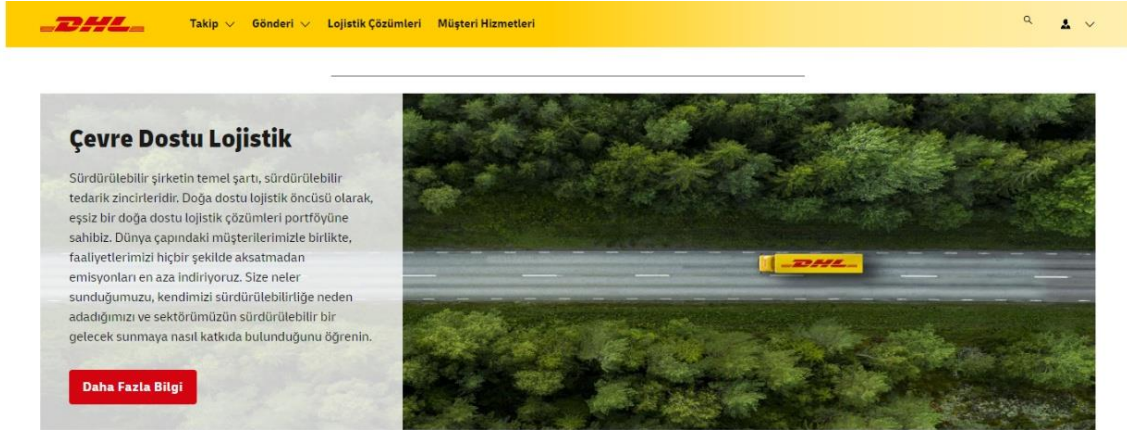 DHL
Takip
Gönderi
Lojistik Çözümleri
Müşteri Hizmetleri
Çevre Dostu Lojistik
Sürdürülebilir şirketin temel şartı, sürdürülebilir
tedarik zincirleridir. Doğa dostu lojistik öncüsü olarak,
eşsiz bir doğa dostu lojistik çözümleri portföyüne
sahibiz. Dünya çapındaki müşterilerimizle birlikte,
faaliyetlerimizi hiçbir şekilde aksatmadan
emisyonları en aza indiriyoruz. Size neler
sunduğumuzu, kendimizi sürdürülebilirliğe neden
adadığımızı ve sektörümüzün sürdürülebilir bir
gelecek sunmaya nasıl katkıda bulunduğunu öğrenin.
Daha Fazla Bilgi
DHL